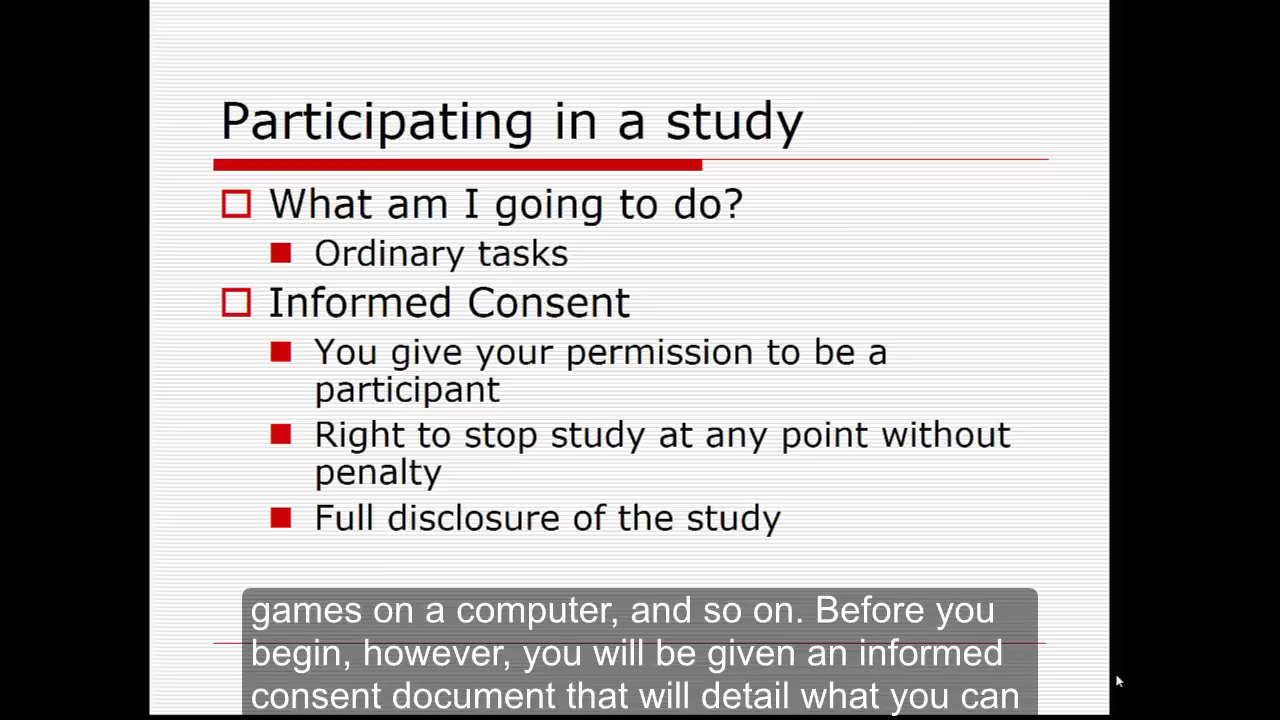 Participating in a study
What am I going to do?
Ordinary tasks
Informed Consent
You give your permission to be a
participant
Right to stop study at any point without
penalty
Full disclosure of the study
games on a computer, and so on. Before you
begin, however, you will be given an informed
consent document that will detail what you can